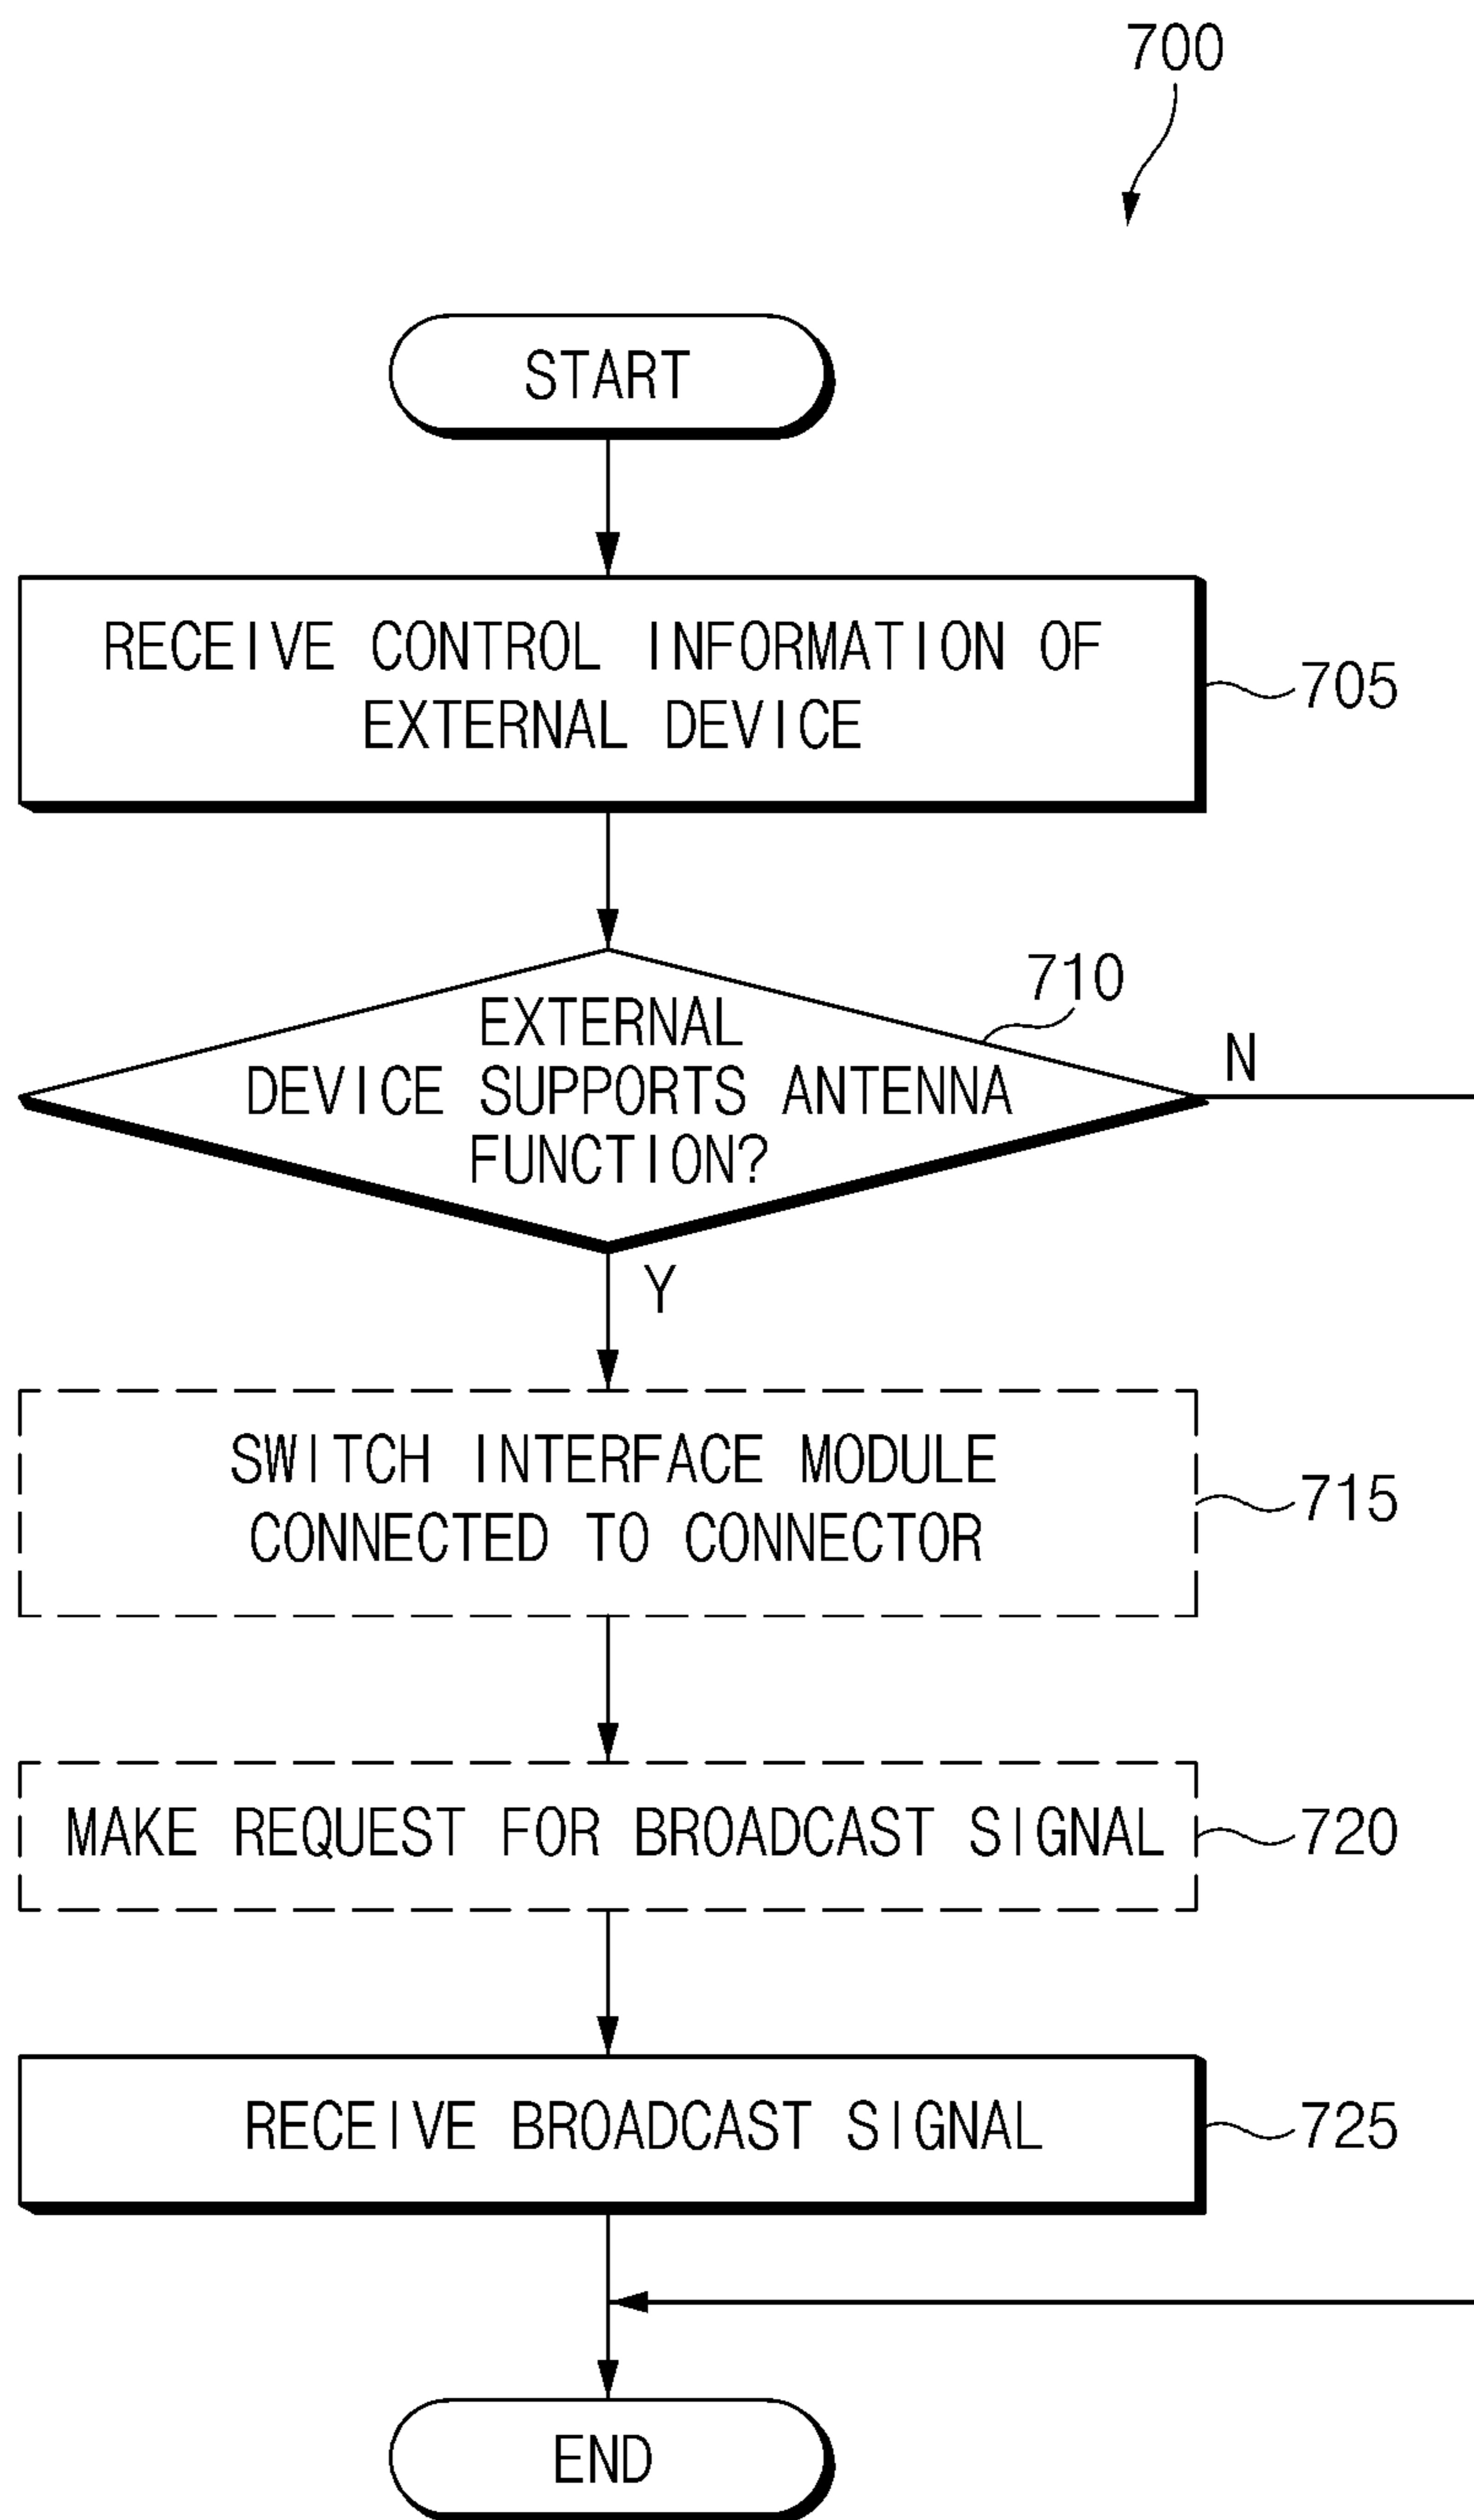 700
START
RECEIVE CONTROL INFORMATION OF
EXTERNAL DEVICE
705
710
EXTERNAL
DEVICE SUPPORTS ANTENNA
FUNCTION?
N
Y
SWITCH INTERFACE MODULE
CONNECTED TO CONNECTOR
715
MAKE REQUEST FOR BROADCAST SIGNAL
720
RECEIVE BROADCAST SIGNAL
725
END